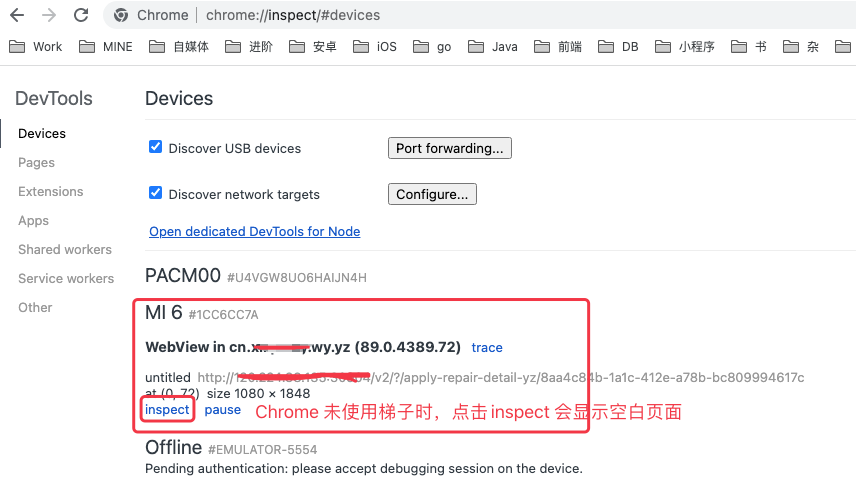 Chrome | chrome://inspect/#devices
Work MINE 自媒体 进阶 安卓 iOS go Java 前端 DB 小程序 书 杂
DevTools
Devices
Pages
Extensions
Apps
Shared workers
Service workers
Other
Devices
Discover USB devices Port forwarding...
Discover network targets Configure...
Open dedicated DevTools for Node
PACM00 #U4VGW8UO6HAIJN4H
MI 6 #1CC6CC7A
WebView in .wy.yz (89.0.4389.72) trace
untitled /v2/?/apply-repair-detail-yz/8aa4c84b-1a1c-412e-a78b-bc809994617c
at (0, 72) size 1080 × 1848
inspect pause Chrome 未使用梯子时，点击 inspect 会显示空白页面
Offline #EMULATOR-5554
Pending authentication: please accept debugging session on the device.